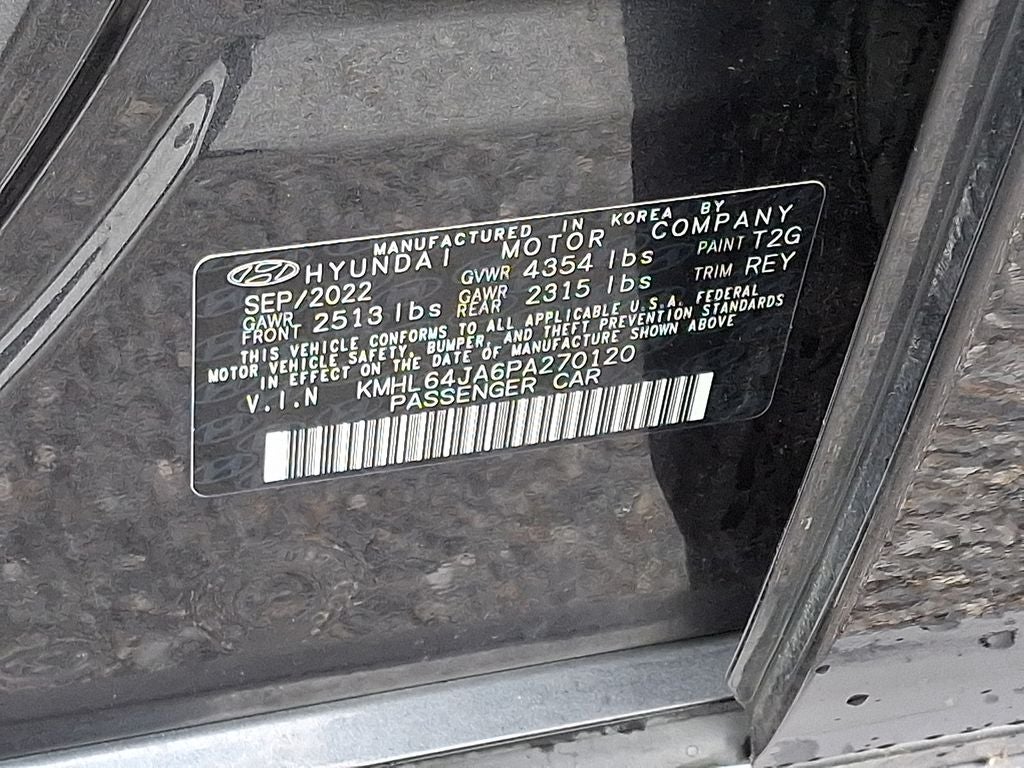 MANUFACTURED IN KOREA BY
HYUNDAI MOTOR COMPANY
SEP/2022 GVWR 4354 lbs PAINT T2G
GAWR FRONT 2513 lbs GAWR REAR 2315 lbs TRIM REY
THIS VEHICLE CONFORMS TO ALL APPLICABLE U.S.A. FEDERAL
MOTOR VEHICLE SAFETY, BUMPER, AND THEFT PREVENTION STANDARDS
IN EFFECT ON THE DATE OF MANUFACTURE SHOWN ABOVE
V.I.N KMHL64JA6PA270120
PASSENGER CAR